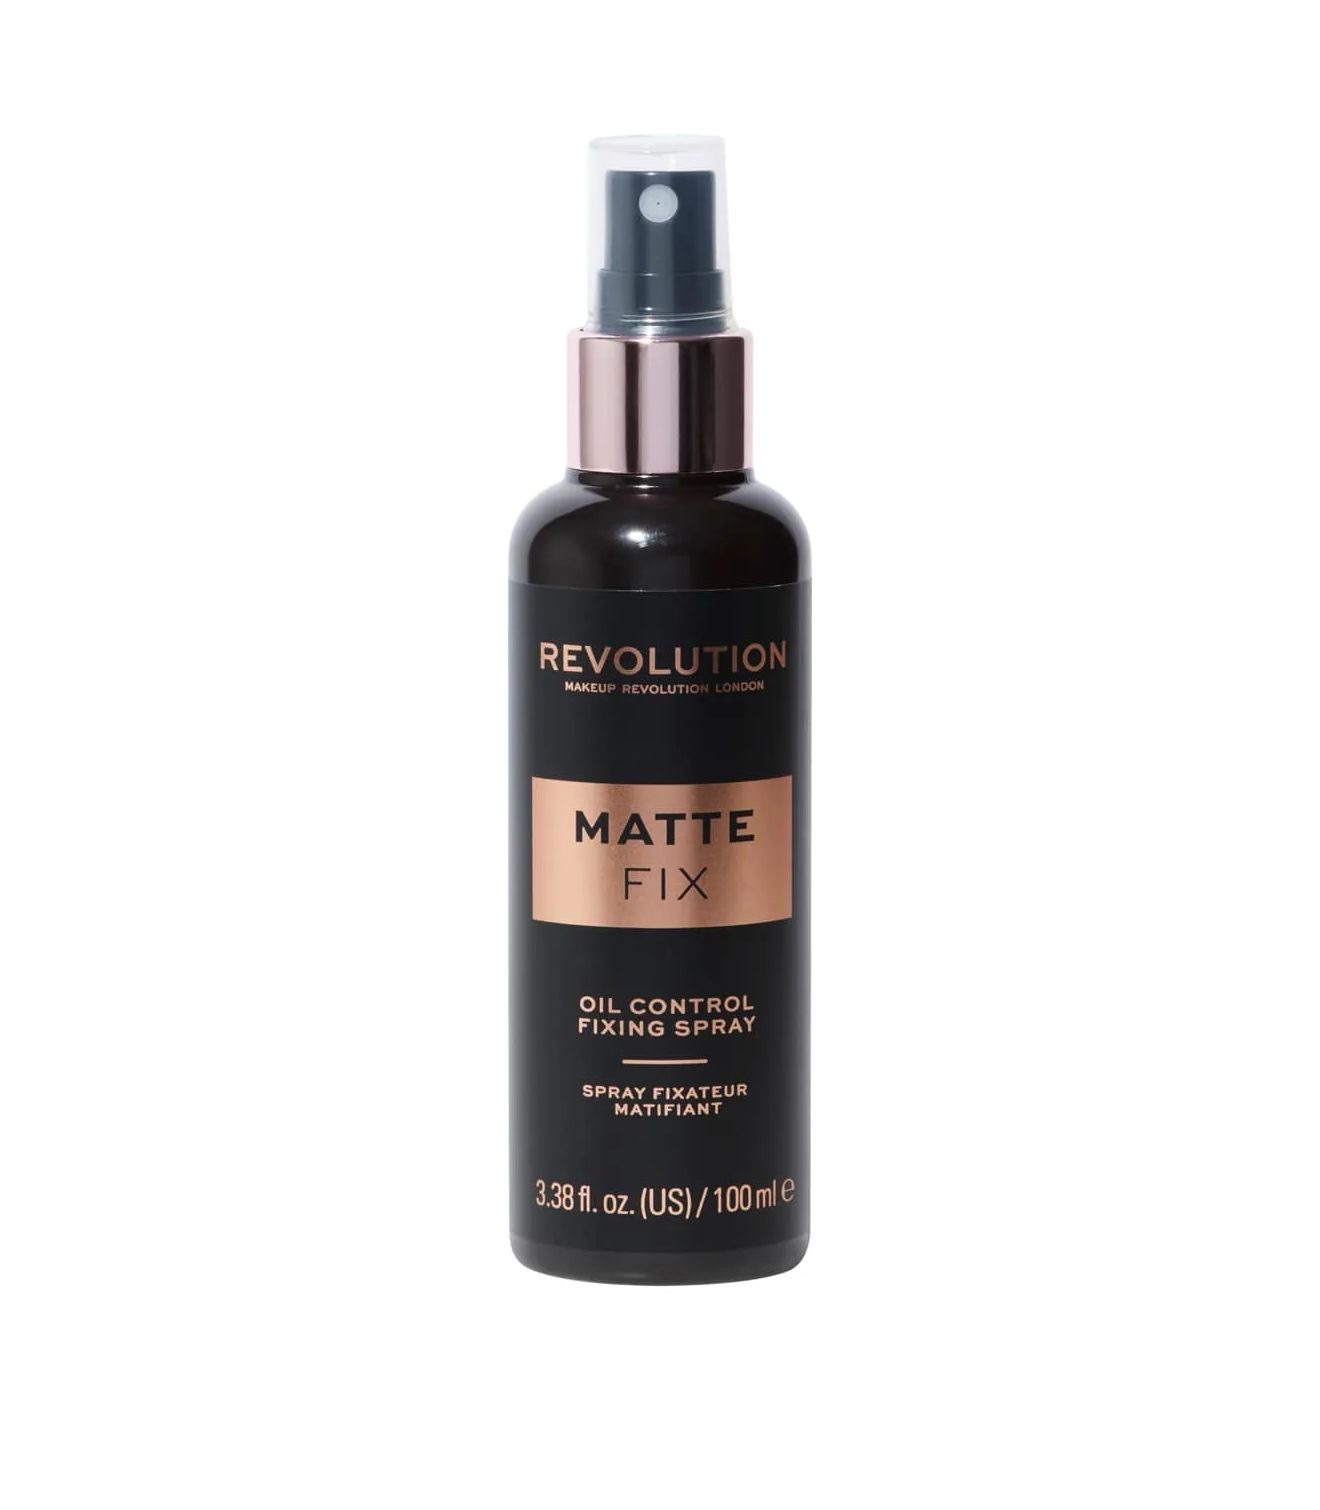 REVOLUTION
MAKEUP REVOLUTION LONDON
MATTE
FIX
OIL CONTROL
FIXING SPRAY
SPRAY FIXATEUR
MATIFIANT
3.38 fl. oz. (US) / 100 ml ℮